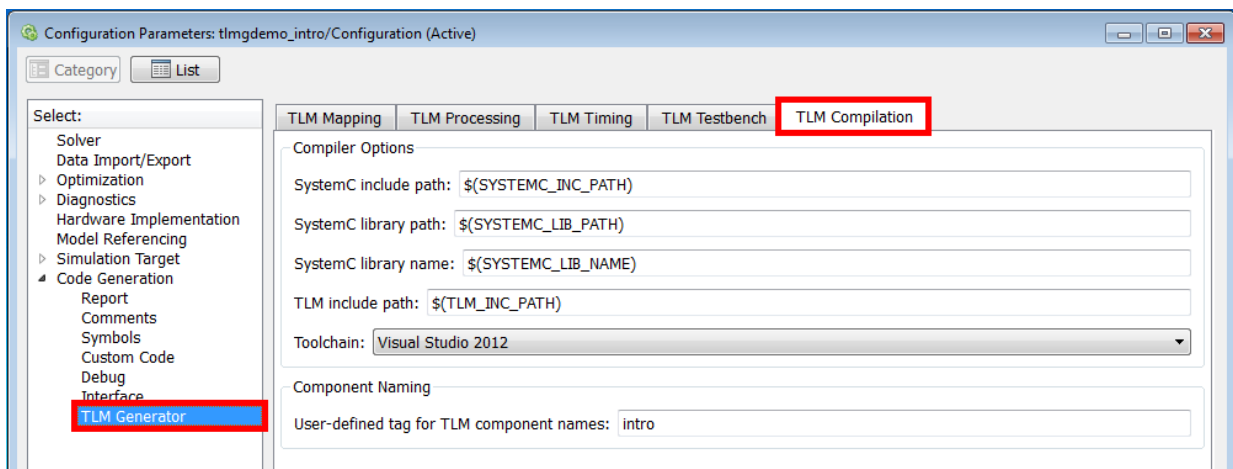 Configuration Parameters: tlmgdemo_intro/Configuration (Active)
Category List
Select:
Solver
Data Import/Export
Optimization
Diagnostics
Hardware Implementation
Model Referencing
Simulation Target
Code Generation
Report
Comments
Symbols
Custom Code
Debug
Interface
TLM Generator
TLM Mapping TLM Processing TLM Timing TLM Testbench TLM Compilation
Compiler Options
SystemC include path: $(SYSTEMC_INC_PATH)
SystemC library path: $(SYSTEMC_LIB_PATH)
SystemC library name: $(SYSTEMC_LIB_NAME)
TLM include path: $(TLM_INC_PATH)
Toolchain: Visual Studio 2012
Component Naming
User-defined tag for TLM component names: intro